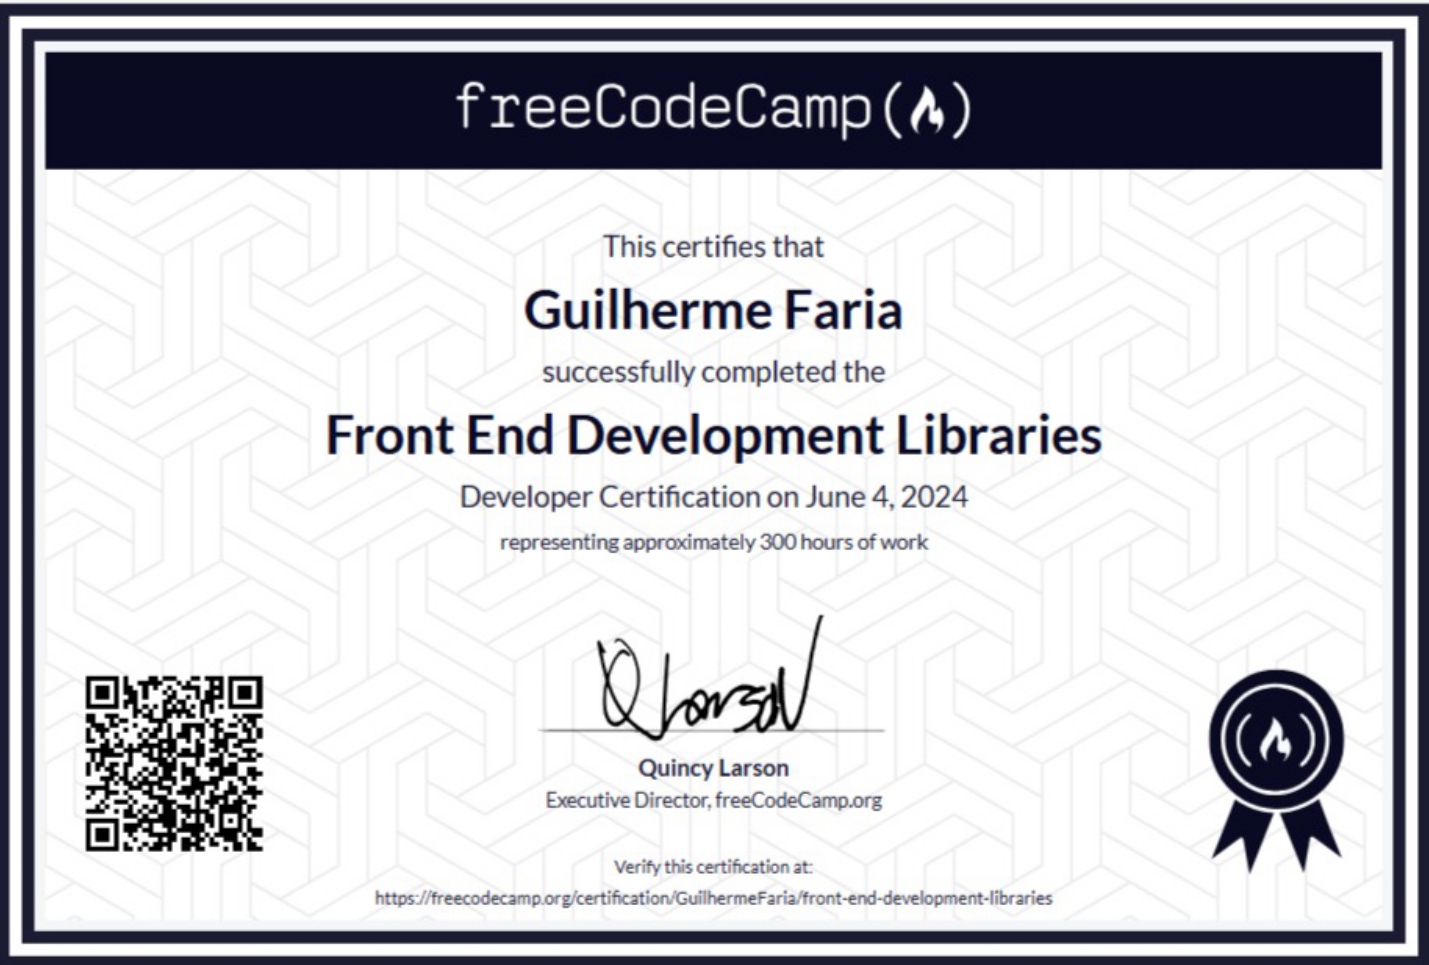 freeCodeCamp
This certifies that
Guilherme Faria
successfully completed the
Front End Development Libraries
Developer Certification on June 4, 2024
representing approximately 300 hours of work
Q Larson
Quincy Larson
Executive Director, freeCodeCamp.org
Verify this certification at:
https://freecodecamp.org/certification/GuilhermeFaria/front-end-development-libraries